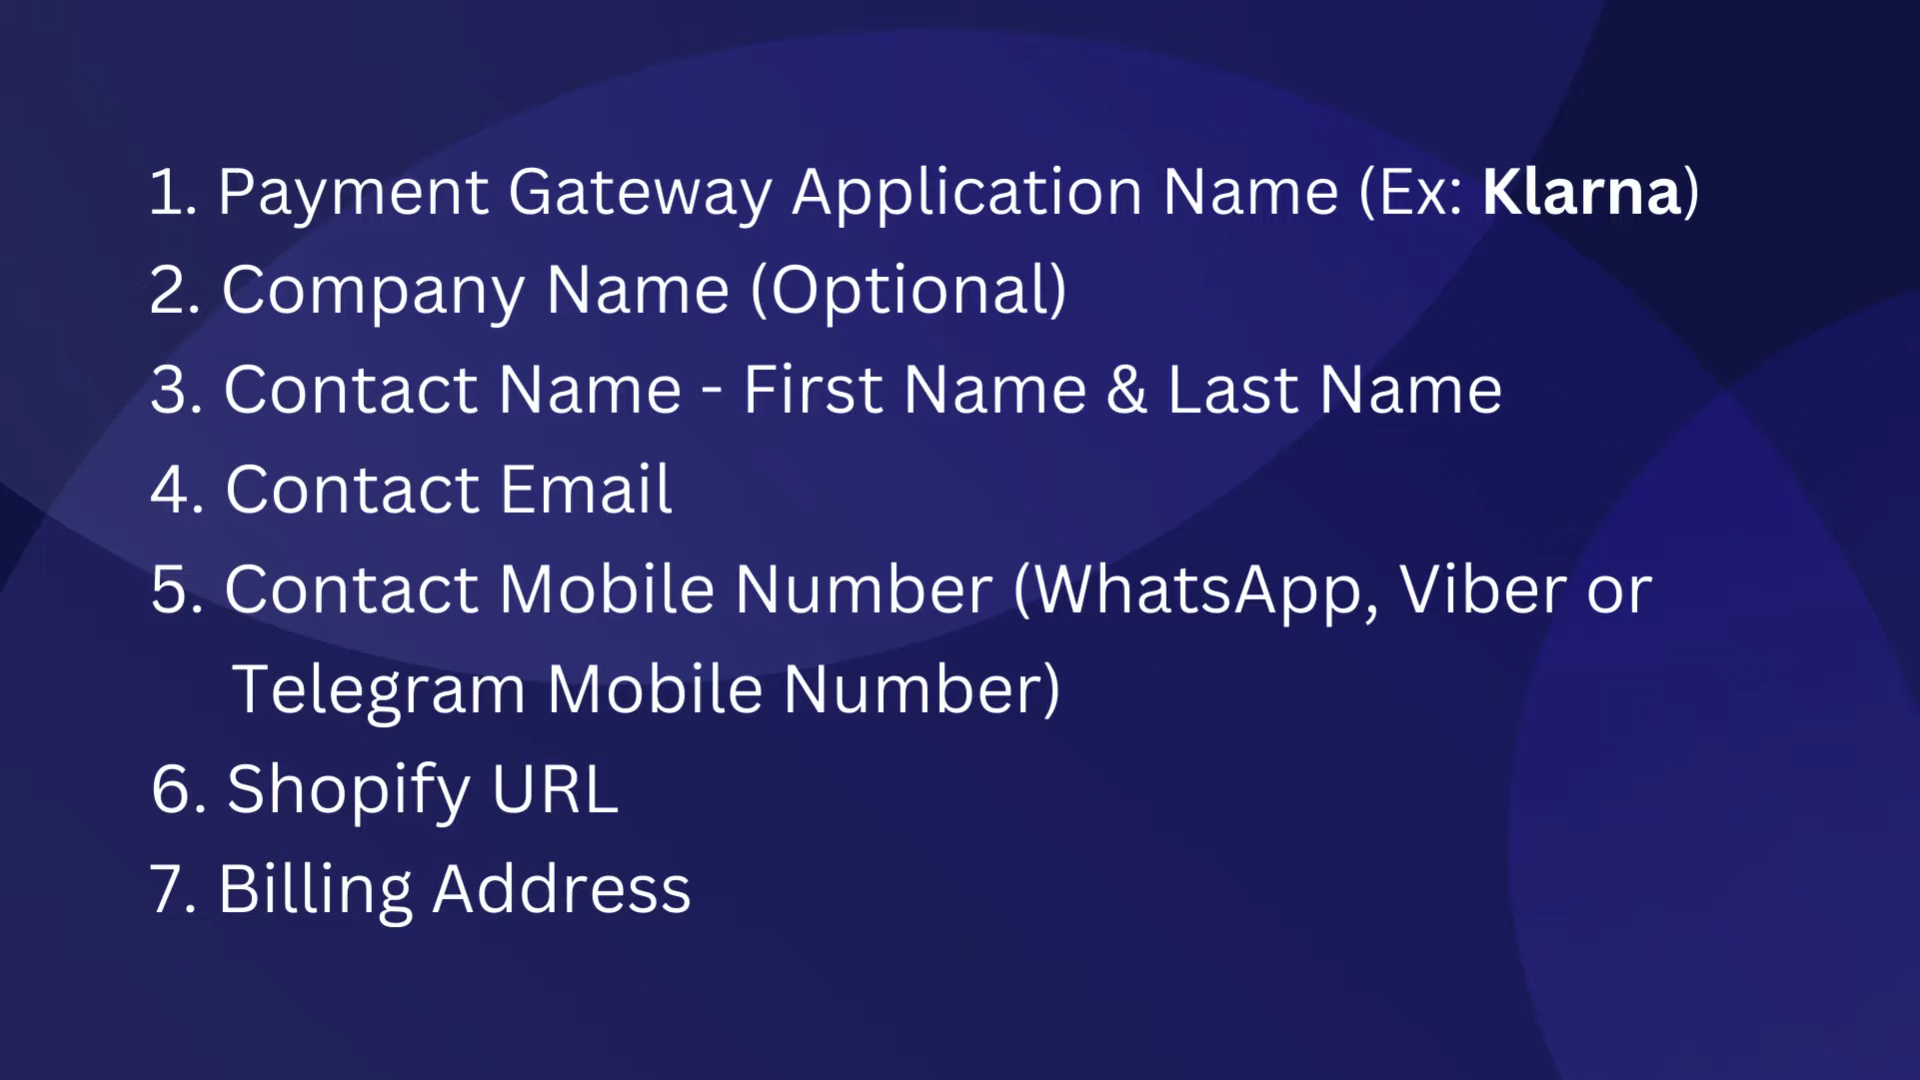 1. Payment Gateway Application Name (Ex: Klarna)
2. Company Name (Optional)
3. Contact Name - First Name & Last Name
4. Contact Email
5. Contact Mobile Number (WhatsApp, Viber or
Telegram Mobile Number)
6. Shopify URL
7. Billing Address